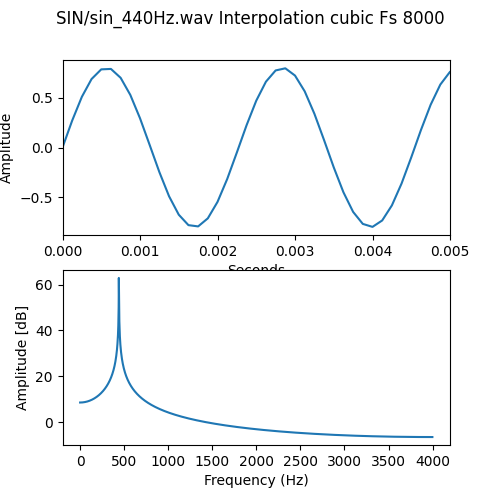 SIN/sin_440Hz.wav Interpolation cubic Fs 8000
Amplitude
0.5
0.0
−0.5
0.000 0.001 0.002 0.003 0.004 0.005
Seconds
Amplitude [dB]
60
40
20
0
0 500 1000 1500 2000 2500 3000 3500 4000
Frequency (Hz)